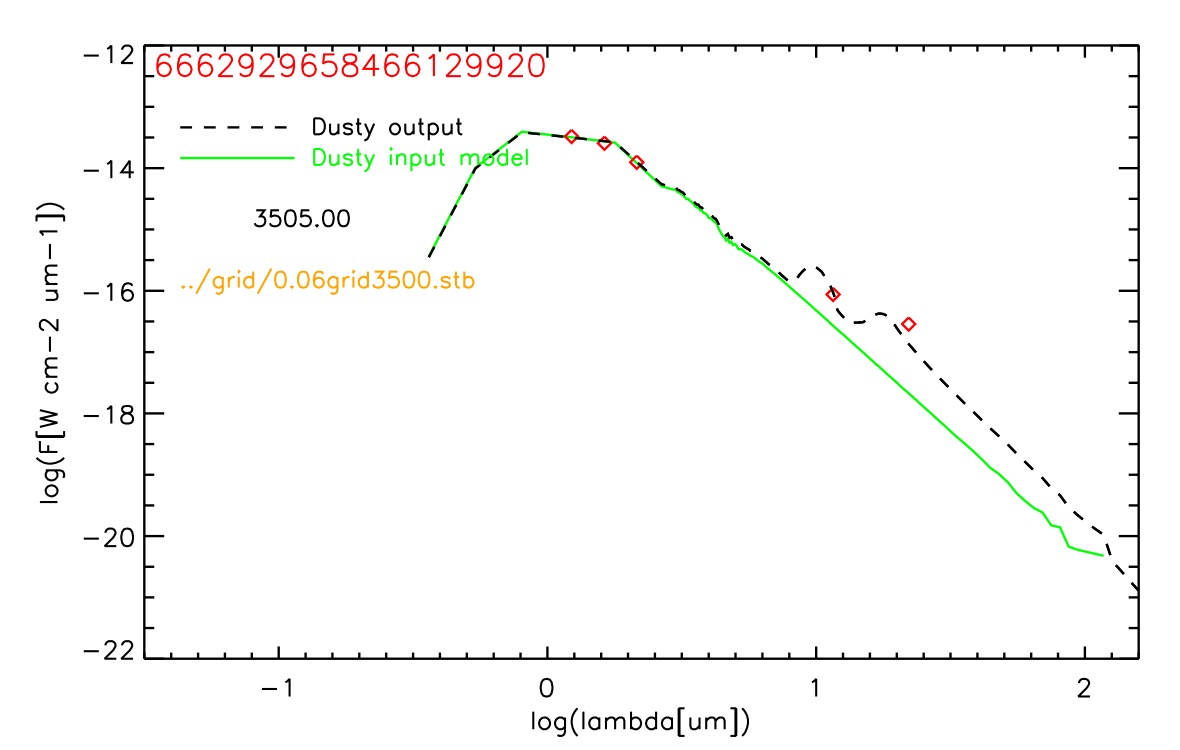 6662929658466129920
Dusty output
Dusty input model
3505.00
../grid/0.06grid3500.stb
log(F[W cm−2 um−1])
−12
−14
−16
−18
−20
−22
−1
0
1
2
log(lambda[um])